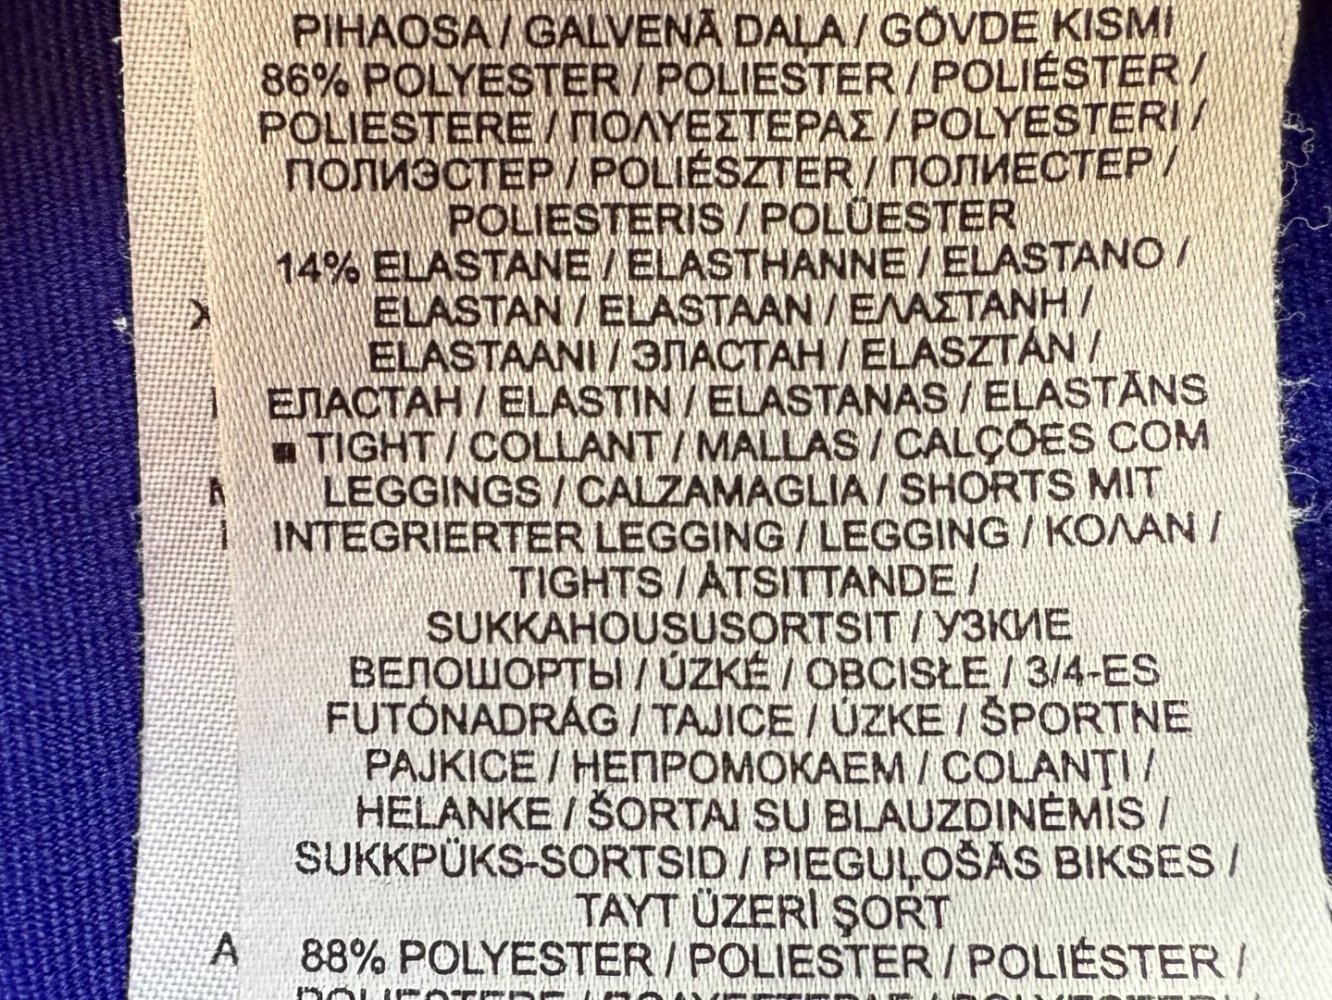 PIHAOSA / GALVENĀ DAĻA / GÖVDE KISMI
86% POLYESTER / POLIESTER / POLIÉSTER /
POLIESTERE / ΠΟΛΥΕΣΤΕΡΑΣ / POLYESTERI /
ПОЛИЭСТЕР / POLIÉSZTER / ПОЛИЕСТЕР /
POLIESTERIS / POLÜESTER
14% ELASTANE / ELASTHANNE / ELASTANO /
ELASTAN / ELASTAAN / ΕΛΑΣΤΑΝΗ /
ELASTAANI / ЭЛАСТАН / ELASZTÁN /
ЕЛАСТАН / ELASTIN / ELASTANAS / ELASTĀNS
■ TIGHT / COLLANT / MALLAS / CALÇÕES COM
LEGGINGS / CALZAMAGLIA / SHORTS MIT
INTEGRIERTER LEGGING / LEGGING / ΚΟΛΑΝ /
TIGHTS / ÅTSITTANDE /
SUKKAHOUSUSORTSIT / УЗКИЕ
ВЕЛОШОРТЫ / ÚZKÉ / OBCISŁE / 3/4-ES
FUTÓNADRÁG / TAJICE / ÚZKE / ŠPORTNE
PAJKICE / НЕПРОМОКАЕМ / COLANȚI /
HELANKE / ŠORTAI SU BLAUZDINĖMIS /
SUKKPÜKS-SORTSID / PIEGUĻOŠĀS BIKSES /
TAYT ÜZERİ ŞORT
A
88% POLYESTER / POLIESTER / POLIÉSTER /